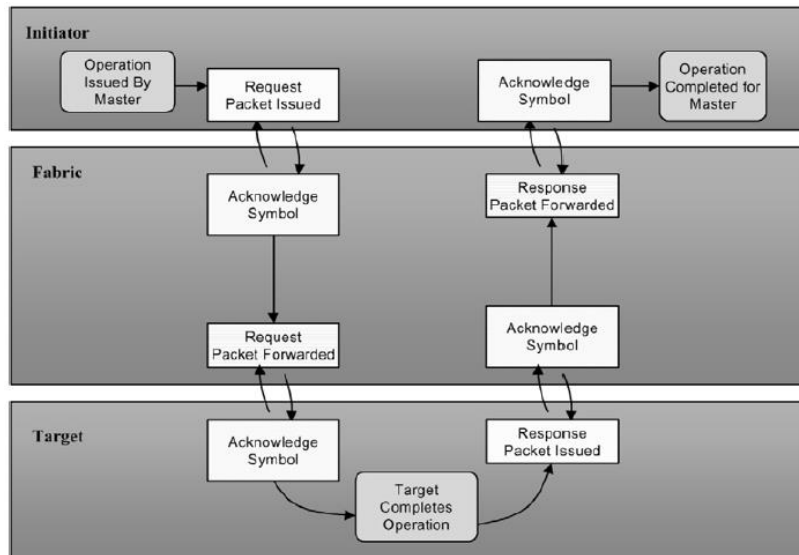 Initiator
Operation
Issued By
Master
Request
Packet Issued
Acknowledge
Symbol
Operation
Completed for
Master
Fabric
Acknowledge
Symbol
Response
Packet Forwarded
Request
Packet Forwarded
Acknowledge
Symbol
Target
Acknowledge
Symbol
Response
Packet Issued
Target
Completes
Operation